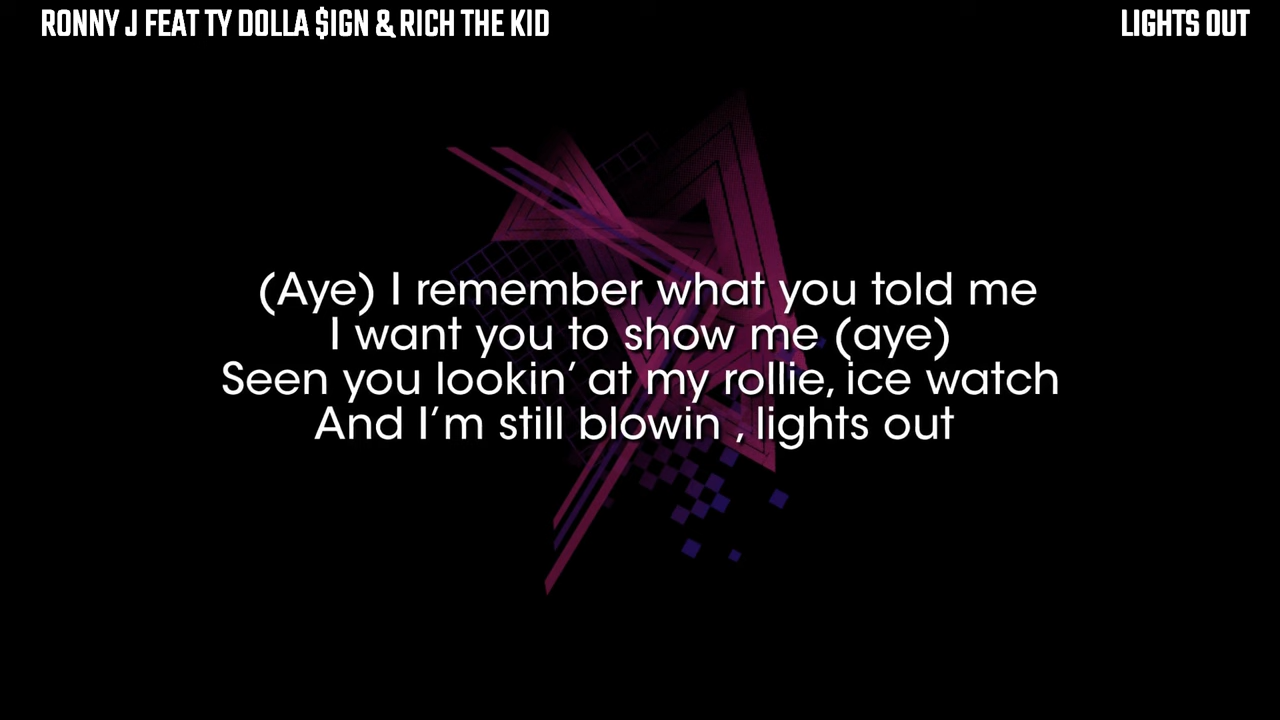 RONNY J FEAT TY DOLLA $IGN & RICH THE KID
LIGHTS OUT
(Aye) I remember what you told me
I want you to show me (aye)
Seen you lookin’ at my rollie, ice watch
And I’m still blowin , lights out